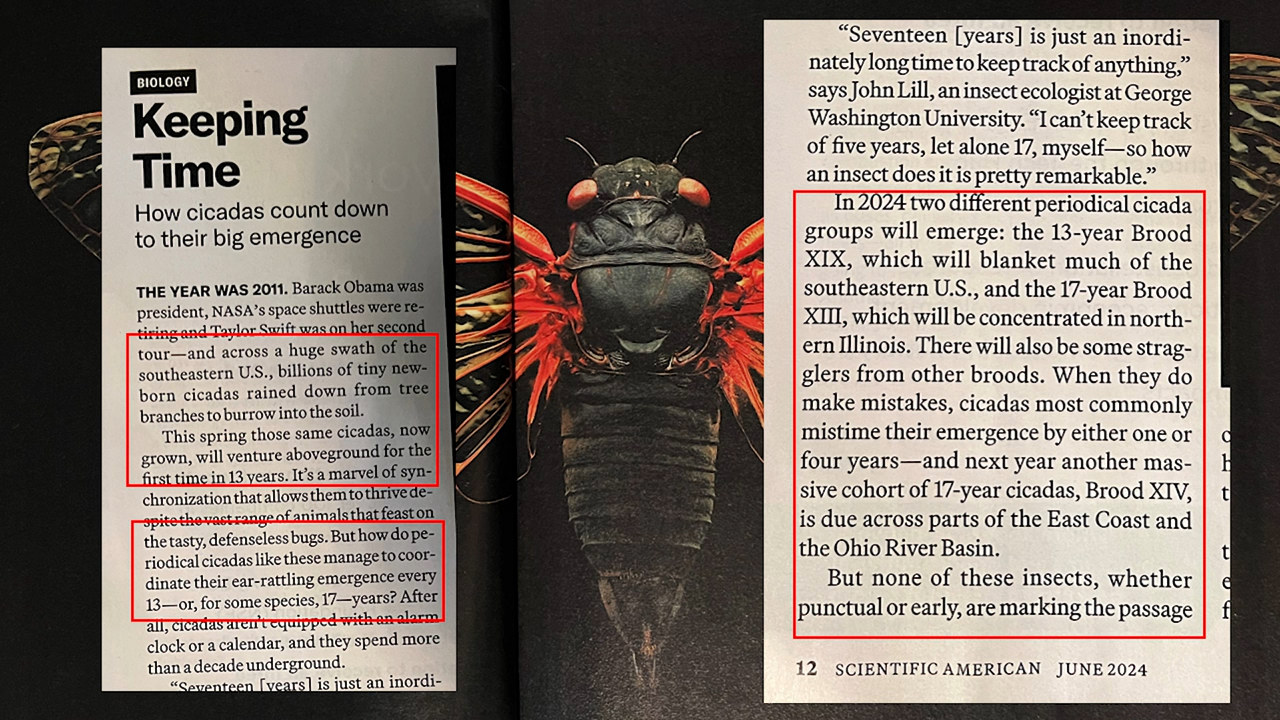 BIOLOGY
Keeping
Time
How cicadas count down
to their big emergence
THE YEAR WAS 2011. Barack Obama was
president, NASA’s space shuttles were re-
tiring and Taylor Swift was on her second
tour—and across a huge swath of the
southeastern U.S., billions of tiny new-
born cicadas rained down from tree
branches to burrow into the soil.
This spring those same cicadas, now
grown, will venture aboveground for the
first time in 13 years. It’s a marvel of syn-
chronization that allows them to thrive de-
spite the vast range of animals that feast on
the tasty, defenseless bugs. But how do pe-
riodical cicadas like these manage to coor-
dinate their ear-rattling emergence every
13—or, for some species, 17—years? After
all, cicadas aren’t equipped with an alarm
clock or a calendar, and they spend more
than a decade underground.
“Seventeen [years] is just an inordi-
“Seventeen [years] is just an inordi-
nately long time to keep track of anything,”
says John Lill, an insect ecologist at George
Washington University. “I can’t keep track
of five years, let alone 17, myself—so how
an insect does it is pretty remarkable.”
In 2024 two different periodical cicada
groups will emerge: the 13-year Brood
XIX, which will blanket much of the
southeastern U.S., and the 17-year Brood
XIII, which will be concentrated in north-
ern Illinois. There will also be some strag-
glers from other broods. When they do
make mistakes, cicadas most commonly
mistime their emergence by either one or
four years—and next year another mas-
sive cohort of 17-year cicadas, Brood XIV,
is due across parts of the East Coast and
the Ohio River Basin.
But none of these insects, whether
punctual or early, are marking the passage
12 SCIENTIFIC AMERICAN JUNE 2024